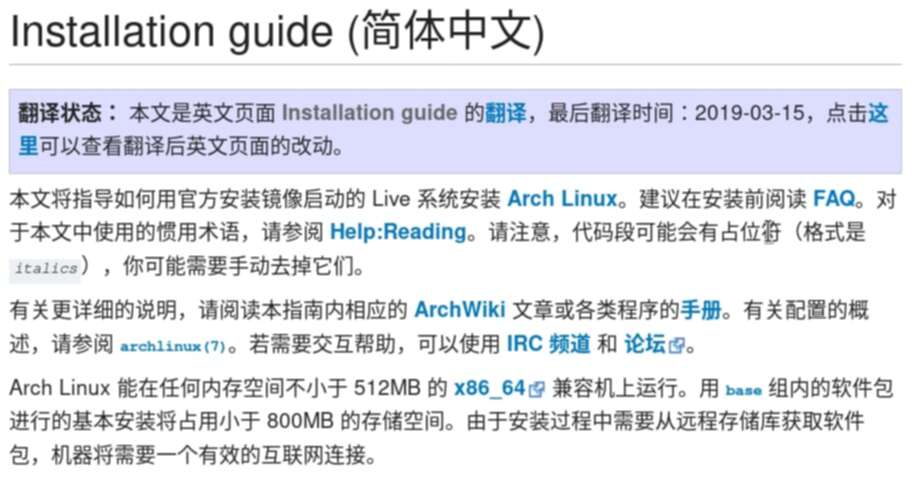 Installation guide (简体中文)
翻译状态： 本文是英文页面 Installation guide 的翻译，最后翻译时间：2019-03-15，点击这
里可以查看翻译后英文页面的改动。
本文将指导如何用官方安装镜像启动的 Live 系统安装 Arch Linux。建议在安装前阅读 FAQ。对
于本文中使用的惯用术语，请参阅 Help:Reading。请注意，代码段可能会有占位符（格式是
italics），你可能需要手动去掉它们。
有关更详细的说明，请阅读本指南内相应的 ArchWiki 文章或各类程序的手册。有关配置的概
述，请参阅 archlinux(7)。若需要交互帮助，可以使用 IRC 频道 和 论坛。
Arch Linux 能在任何内存空间不小于 512MB 的 x86_64 兼容机上运行。用 base 组内的软件包
进行的基本安装将占用小于 800MB 的存储空间。由于安装过程中需要从远程存储库获取软件
包，机器将需要一个有效的互联网连接。